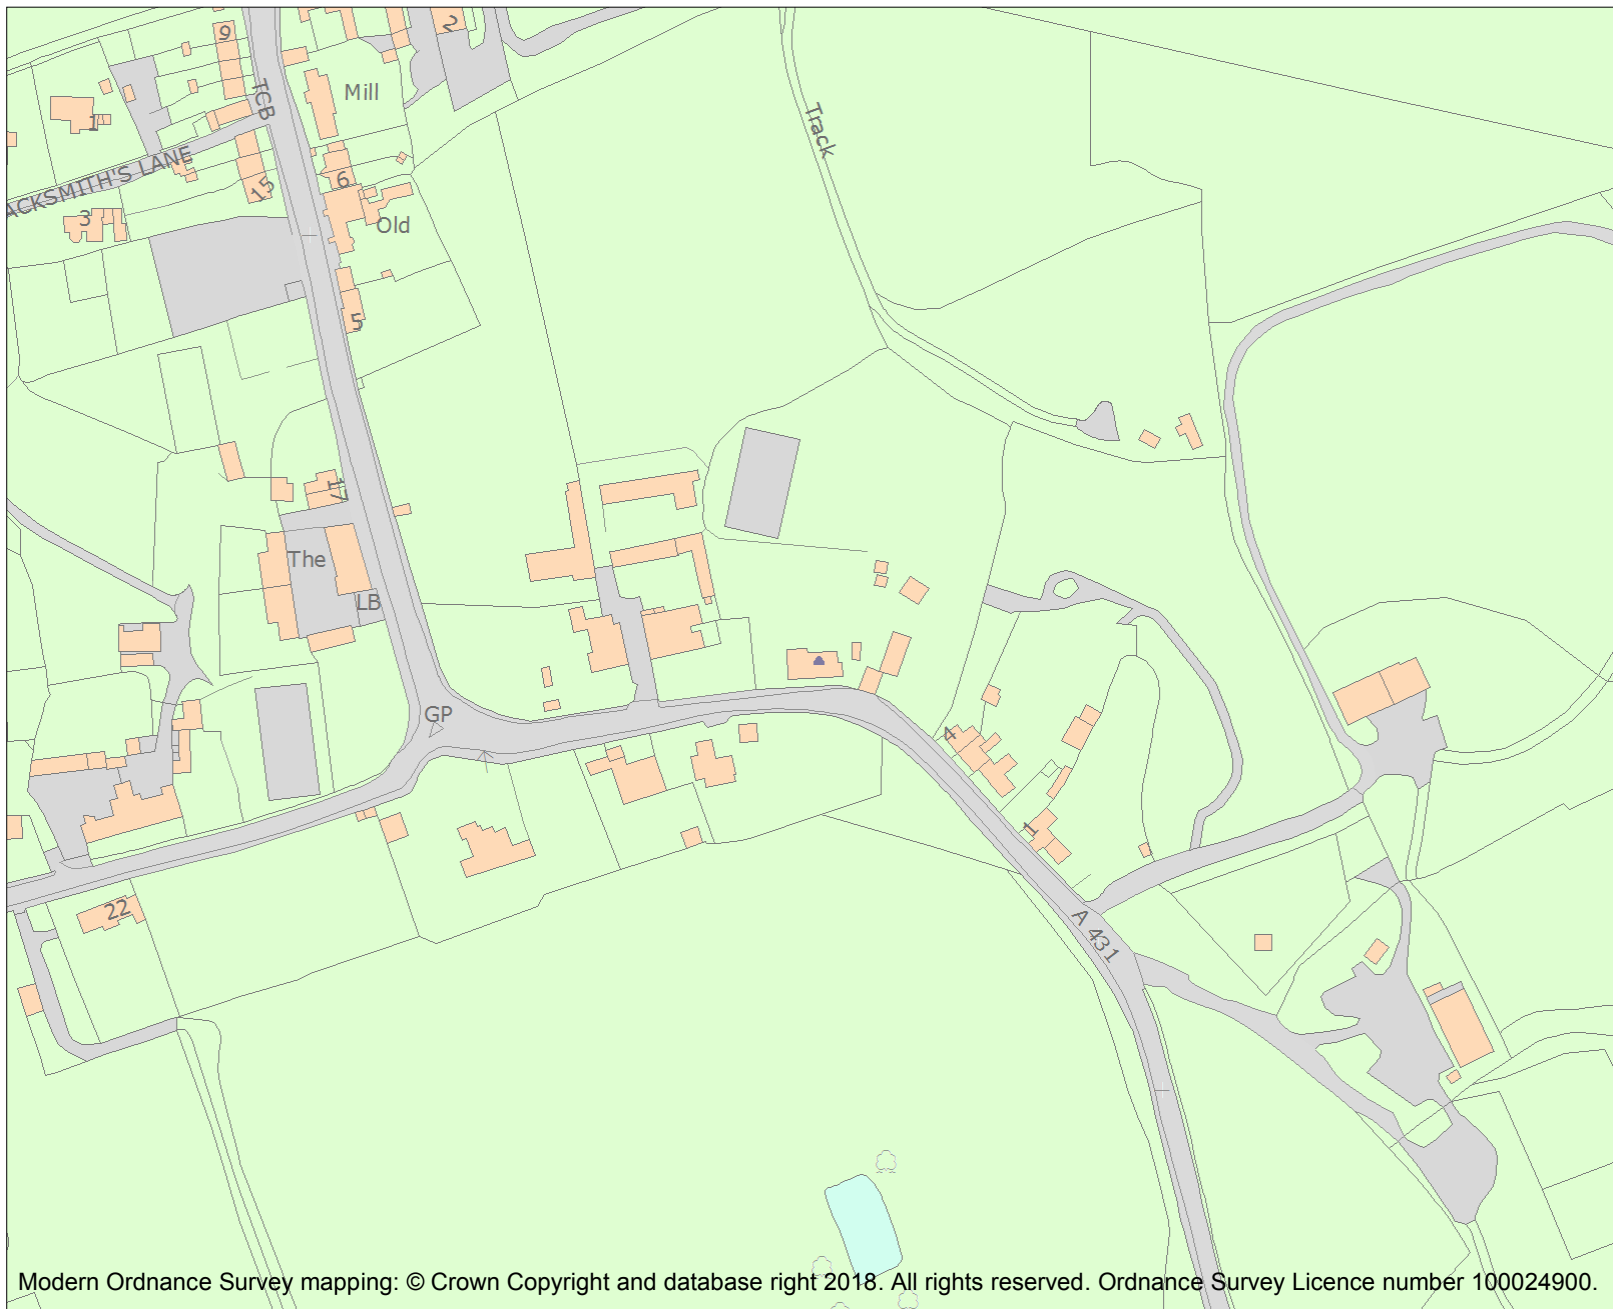 9
2
TCB
Mill
1
Track
ACKSMITH'S LANE
15
6
3
Old
5
17
The
LB
GP
4
1
22
A 431
Modern Ordnance Survey mapping: © Crown Copyright and database right 2018. All rights reserved. Ordnance Survey Licence number 100024900.